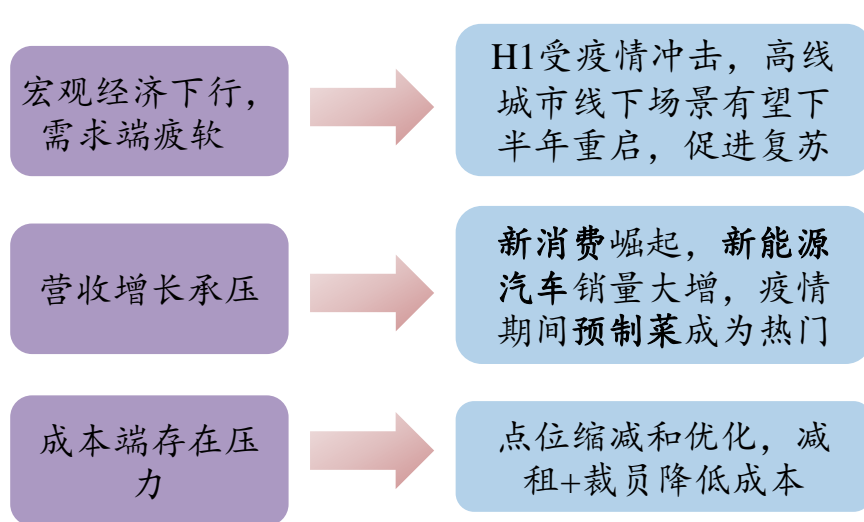 宏观经济下行，
需求端疲软
H1受疫情冲击，高线
城市线下场景有望下
半年重启，促进复苏
营收增长承压
新消费崛起，新能源
汽车销量大增，疫情
期间预制菜成为热门
成本端存在压
力
点位缩减和优化，减
租+裁员降低成本